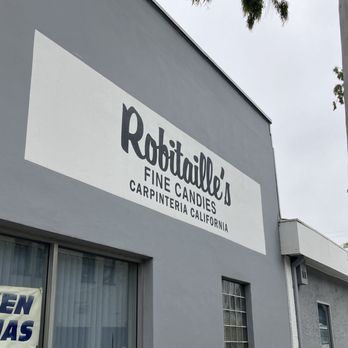 Robitaille's
FINE CANDIES
CARPINTERIA CALIFORNIA